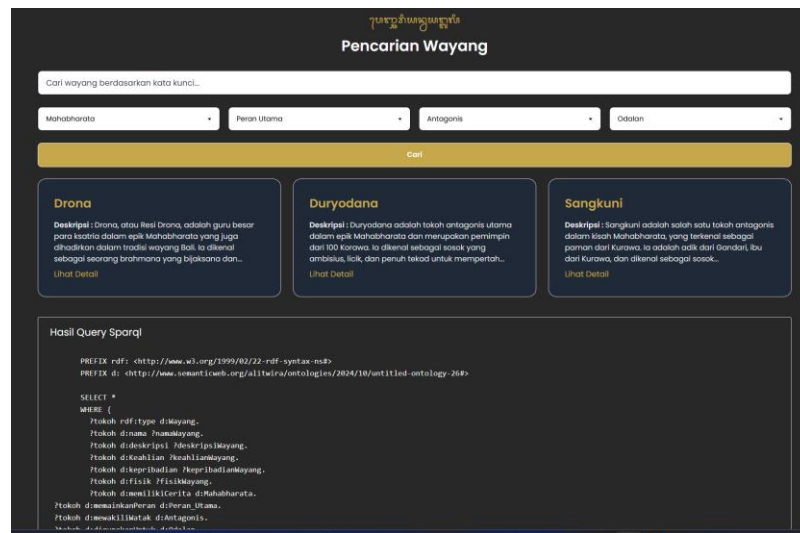 Pencarian Wayang
Cari wayang berdasarkan kata kunci...
Mahabharata
Peran Utama
Antagonis
Odalan
Cari
Drona
Deskripsi : Drona, atau Resi Drona, adalah guru besar
para ksatria dalam epik Mahabharata yang juga
dihadirkan dalam tradisi wayang Bali. Ia dikenal
sebagai seorang brahmana yang bijaksana dan...
Lihat Detail
Duryodana
Deskripsi : Duryodana adalah tokoh antagonis utama
dalam epik Mahabharata dan merupakan pemimpin
dari 100 Korawa. Ia dikenal sebagai sosok yang
ambisius, licik, dan penuh tekad untuk mempertah...
Lihat Detail
Sangkuni
Deskripsi : Sangkuni adalah salah satu tokoh antagonis
dalam kisah Mahabharata, yang terkenal sebagai
paman dari Kurawa. Ia adalah adik dari Gandari, ibu
dari Kurawa, dan dikenal sebagai sosok...
Lihat Detail
Hasil Query Sparql
PREFIX rdf: <http://www.w3.org/1999/02/22-rdf-syntax-ns#>
PREFIX d: <http://www.semanticweb.org/alitwira/ontologies/2024/10/untitled-ontology-26#>
SELECT *
WHERE {
?tokoh rdf:type d:Wayang.
?tokoh d:nama ?namaWayang.
?tokoh d:deskripsi ?deskripsiWayang.
?tokoh d:Keahlian ?keahlianWayang.
?tokoh d:kepribadian ?kepribadianWayang.
?tokoh d:fisik ?fisikWayang.
?tokoh d:memilikiCerita d:Mahabharata.
?tokoh d:memainkanPeran d:Peran_Utama.
?tokoh d:mewakiliWatak d:Antagonis.